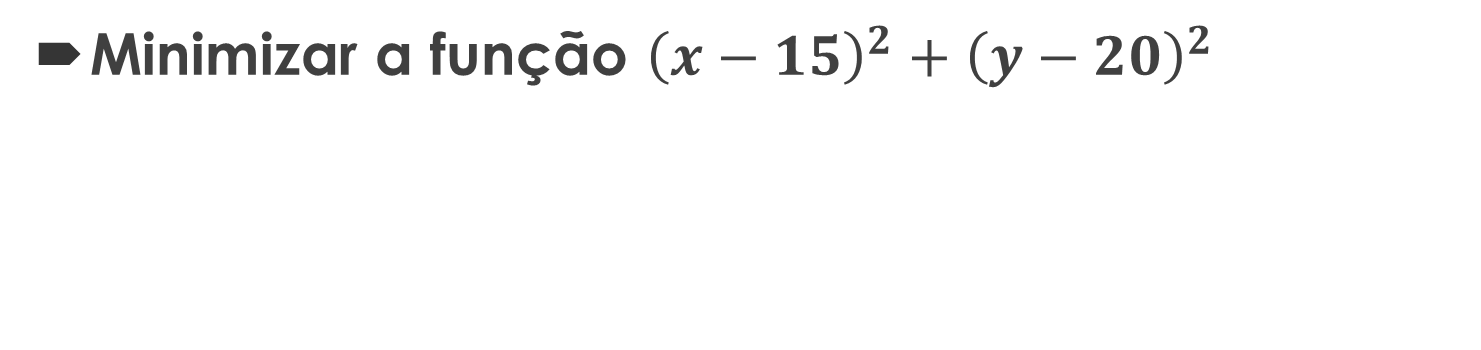 Minimizar a função (x − 15)² + (y − 20)²